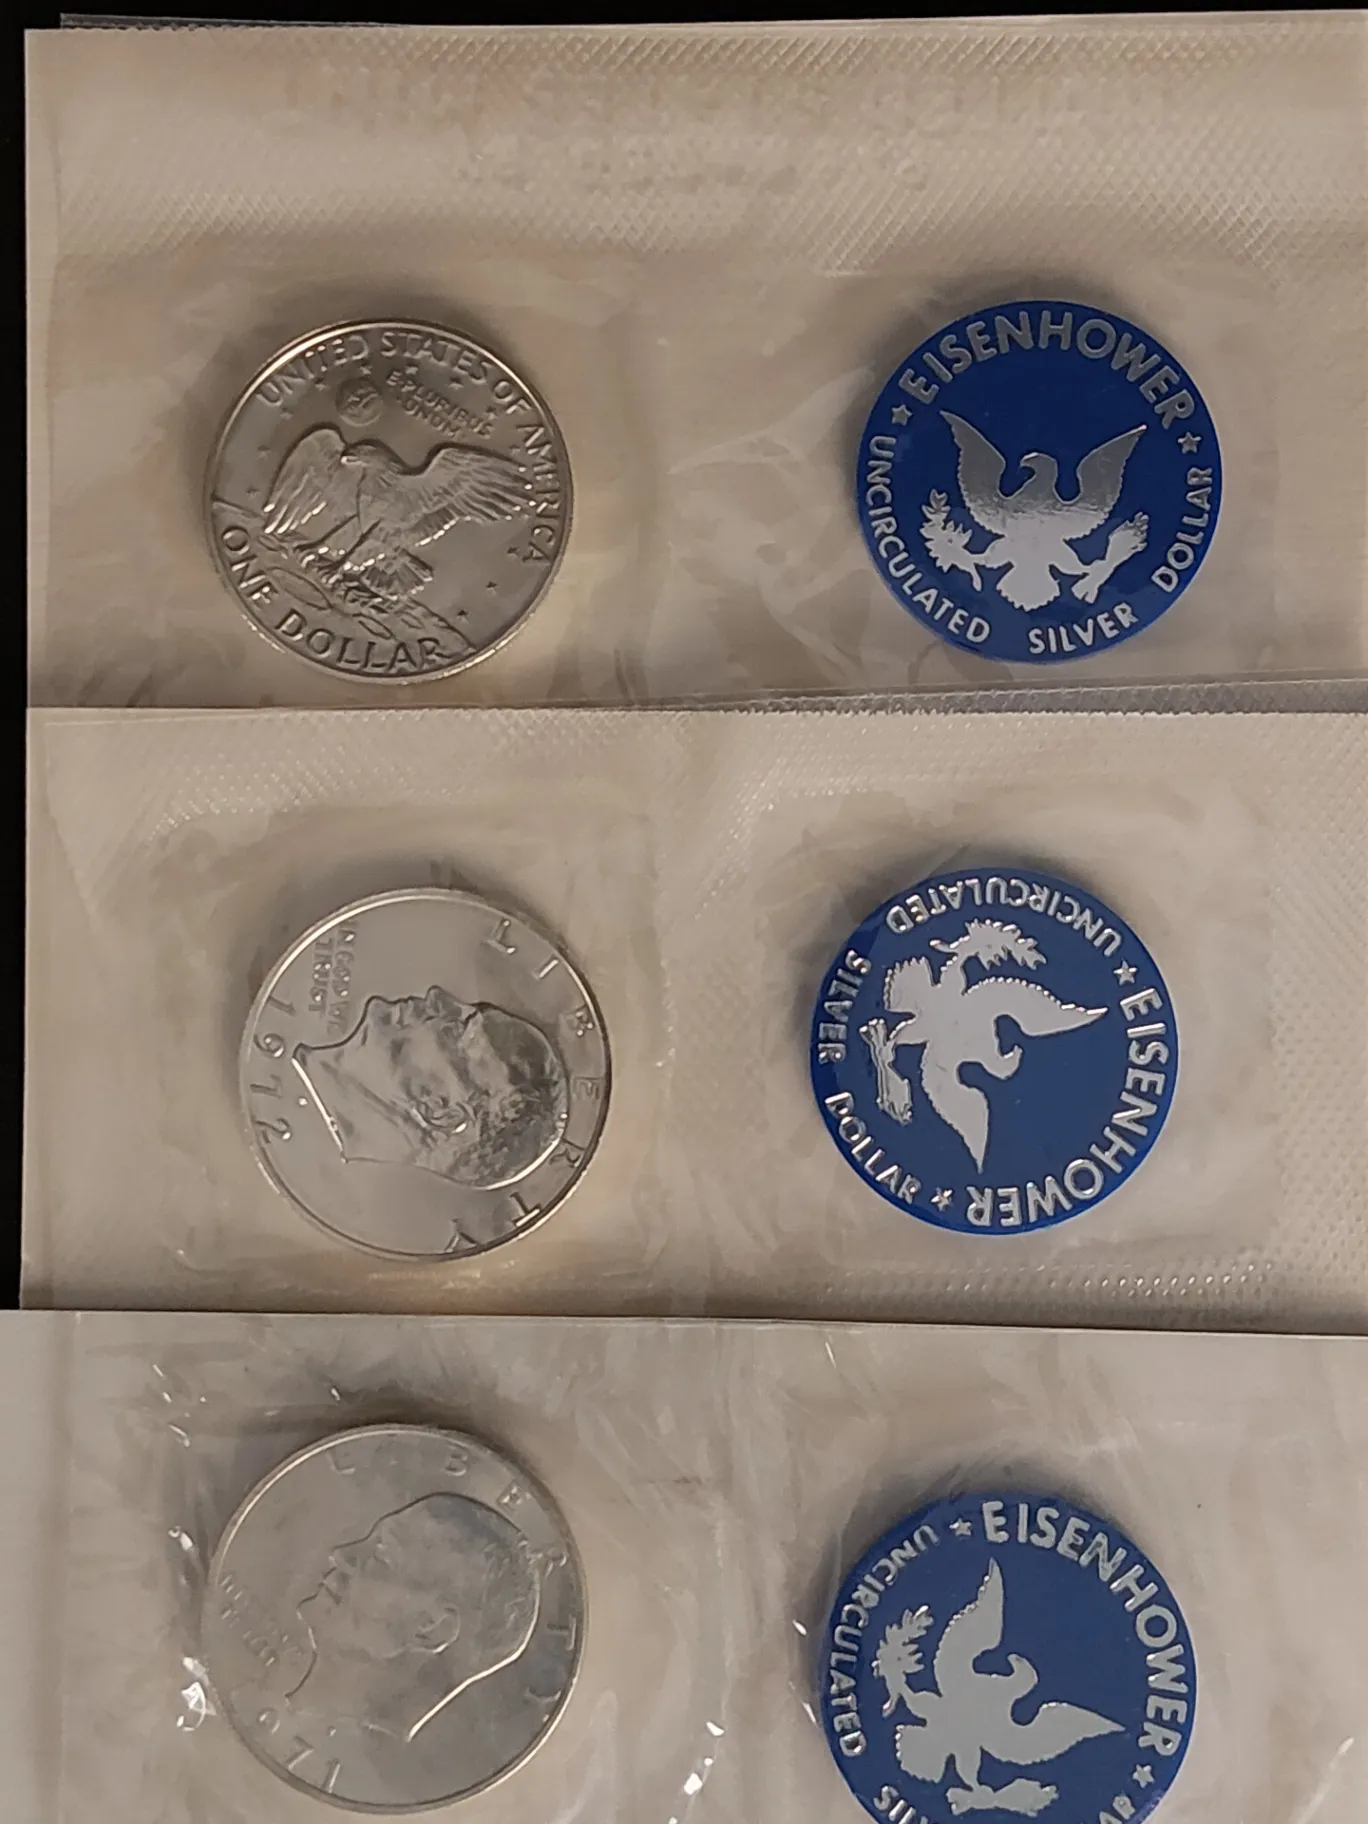 UNITED STATES OF AMERICA
E PLURIBUS
UNUM
ONE DOLLAR
★ EISENHOWER ★
UNCIRCULATED SILVER DOLLAR
LIBERTY
IN GOD WE
TRUST
1972
UNCIRCULATED ★ EISENHOWER ★
SILVER DOLLAR
LIBERTY
1971
★ EISENHOWER ★
UNCIRCULATED